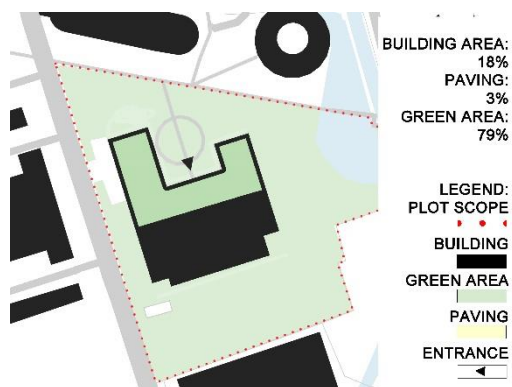 BUILDING AREA:
18%
PAVING:
3%
GREEN AREA:
79%
LEGEND:
PLOT SCOPE
BUILDING
GREEN AREA
PAVING
ENTRANCE